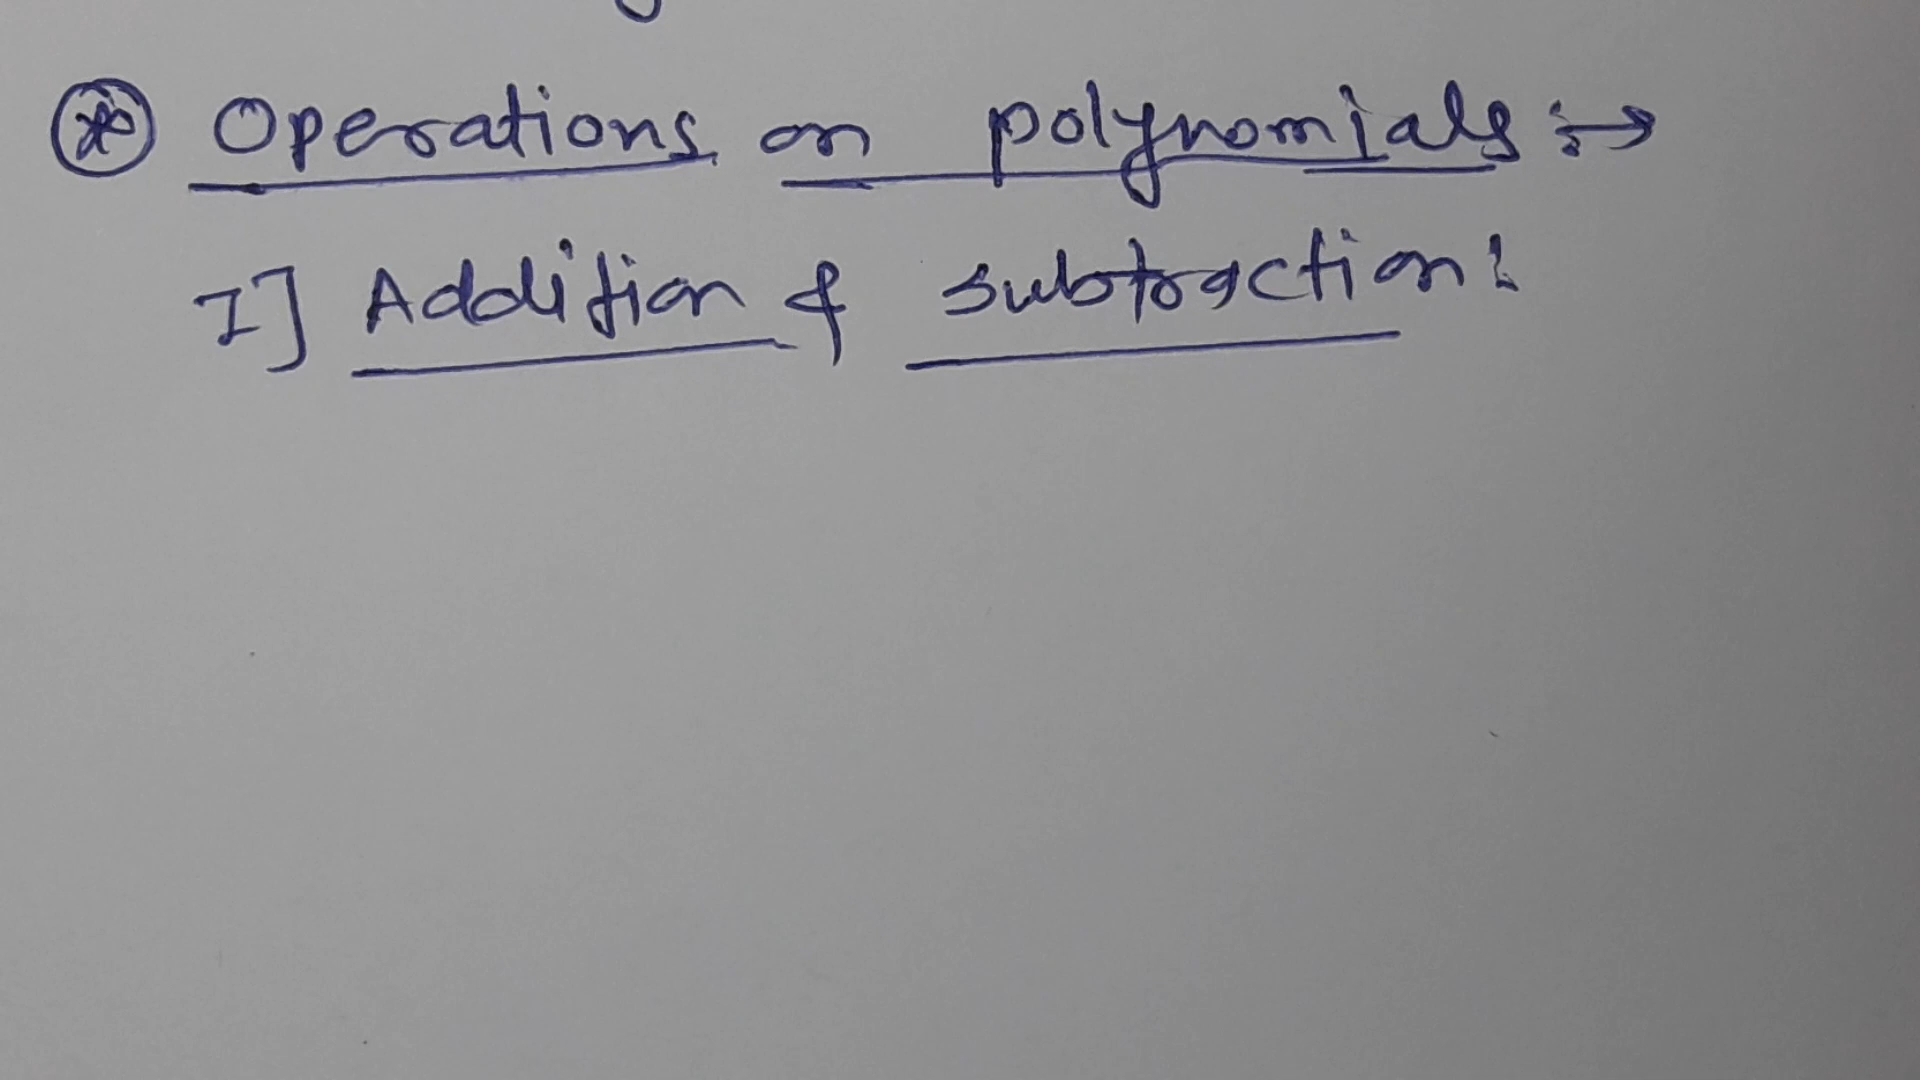 * Operations on polynomials :→
I] Addition & subtraction: